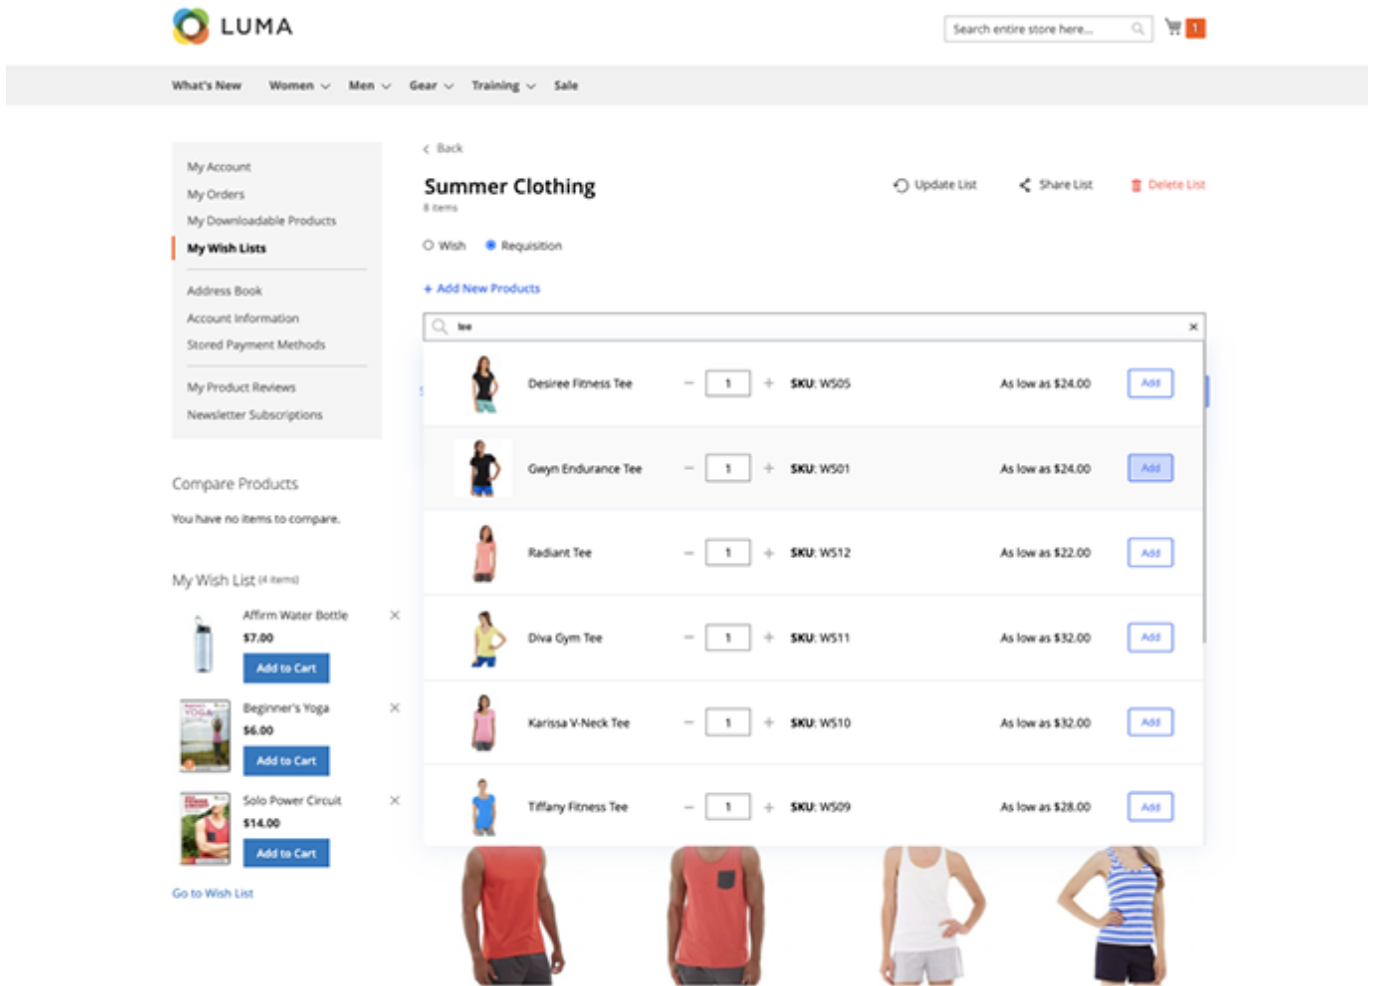 LUMA
Search entire store here...
1
What's New Women Men Gear Training Sale
My Account
My Orders
My Downloadable Products
My Wish Lists
Address Book
Account Information
Stored Payment Methods
My Product Reviews
Newsletter Subscriptions
Compare Products
You have no items to compare.
My Wish List (4 items)
Affirm Water Bottle
$7.00
Add to Cart
Beginner's Yoga
$6.00
Add to Cart
Solo Power Circuit
$14.00
Add to Cart
Go to Wish List
Back
Summer Clothing
8 items
Update List Share List Delete List
Wish Requisition
+ Add New Products
tee
Desiree Fitness Tee − 1 + SKU: WS05 As low as $24.00 Add
Gwyn Endurance Tee − 1 + SKU: WS01 As low as $24.00 Add
Radiant Tee − 1 + SKU: WS12 As low as $22.00 Add
Diva Gym Tee − 1 + SKU: WS11 As low as $32.00 Add
Karissa V-Neck Tee − 1 + SKU: WS10 As low as $32.00 Add
Tiffany Fitness Tee − 1 + SKU: WS09 As low as $28.00 Add